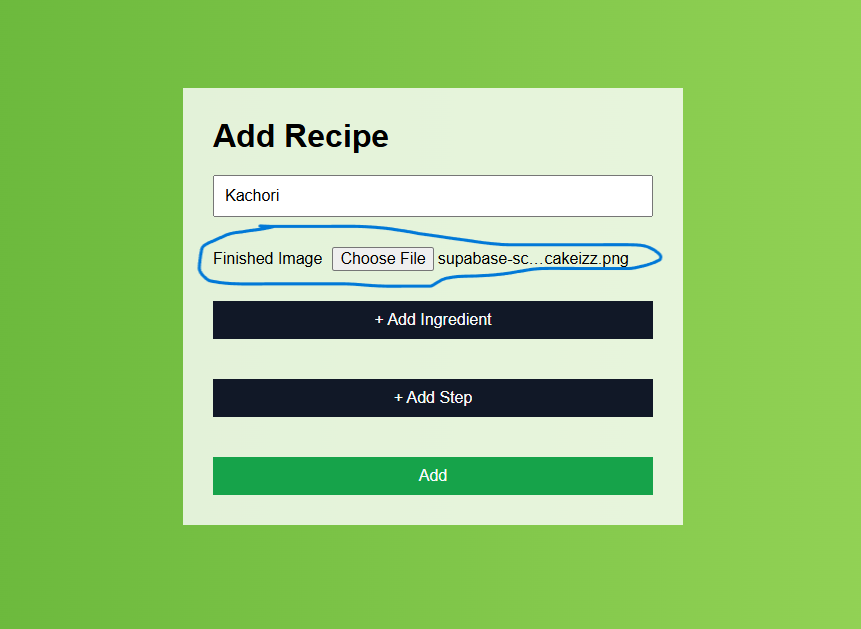 Add Recipe
Kachori
Finished Image Choose File supabase-sc...cakeizz.png
+ Add Ingredient
+ Add Step
Add